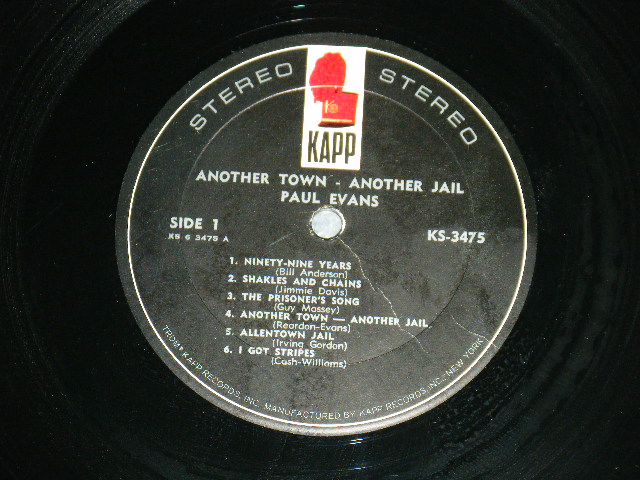 STEREO
STEREO
K
KAPP
ANOTHER TOWN - ANOTHER JAIL
PAUL EVANS
SIDE 1
KS 6 3475 A
KS-3475
1. NINETY-NINE YEARS
(Bill Anderson)
2. SHAKLES AND CHAINS
(Jimmie Davis)
3. THE PRISONER'S SONG
(Guy Massey)
4. ANOTHER TOWN — ANOTHER JAIL
(Reardon-Evans)
5. ALLENTOWN JAIL
(Irving Gordon)
6. I GOT STRIPES
(Cash-Williams)
KAPP RECORDS, INC. MANUFACTURED BY KAPP RECORDS, INC., NEW YORK